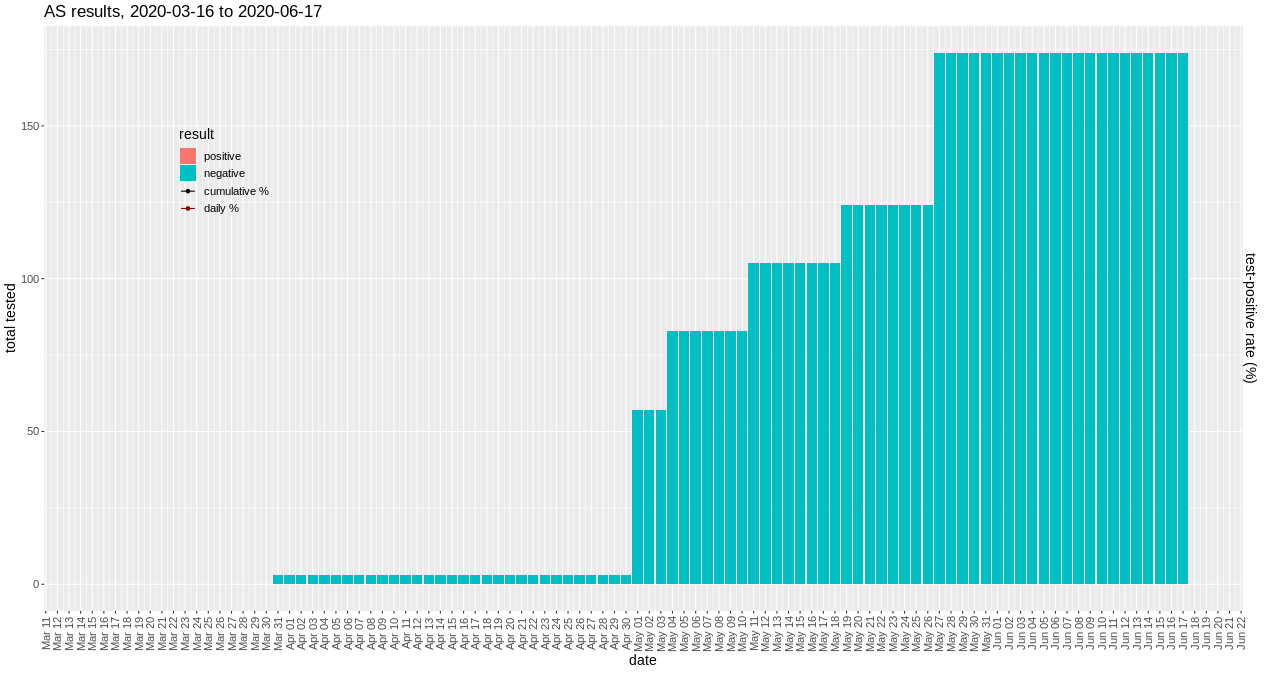 AS results, 2020-03-16 to 2020-06-17
total tested
150
100
50
0
result
positive
negative
cumulative %
daily %
test-positive rate (%)
Mar 11
Mar 12
Mar 13
Mar 14
Mar 15
Mar 16
Mar 17
Mar 18
Mar 19
Mar 20
Mar 21
Mar 22
Mar 23
Mar 24
Mar 25
Mar 26
Mar 27
Mar 28
Mar 29
Mar 30
Mar 31
Apr 01
Apr 02
Apr 03
Apr 04
Apr 05
Apr 06
Apr 07
Apr 08
Apr 09
Apr 10
Apr 11
Apr 12
Apr 13
Apr 14
Apr 15
Apr 16
Apr 17
Apr 18
Apr 19
Apr 20
Apr 21
Apr 22
Apr 23
Apr 24
Apr 25
Apr 26
Apr 27
Apr 28
Apr 29
Apr 30
May 01
May 02
May 03
May 04
May 05
May 06
May 07
May 08
May 09
May 10
May 11
May 12
May 13
May 14
May 15
May 16
May 17
May 18
May 19
May 20
May 21
May 22
May 23
May 24
May 25
May 26
May 27
May 28
May 29
May 30
May 31
Jun 01
Jun 02
Jun 03
Jun 04
Jun 05
Jun 06
Jun 07
Jun 08
Jun 09
Jun 10
Jun 11
Jun 12
Jun 13
Jun 14
Jun 15
Jun 16
Jun 17
Jun 18
Jun 19
Jun 20
Jun 21
Jun 22
date